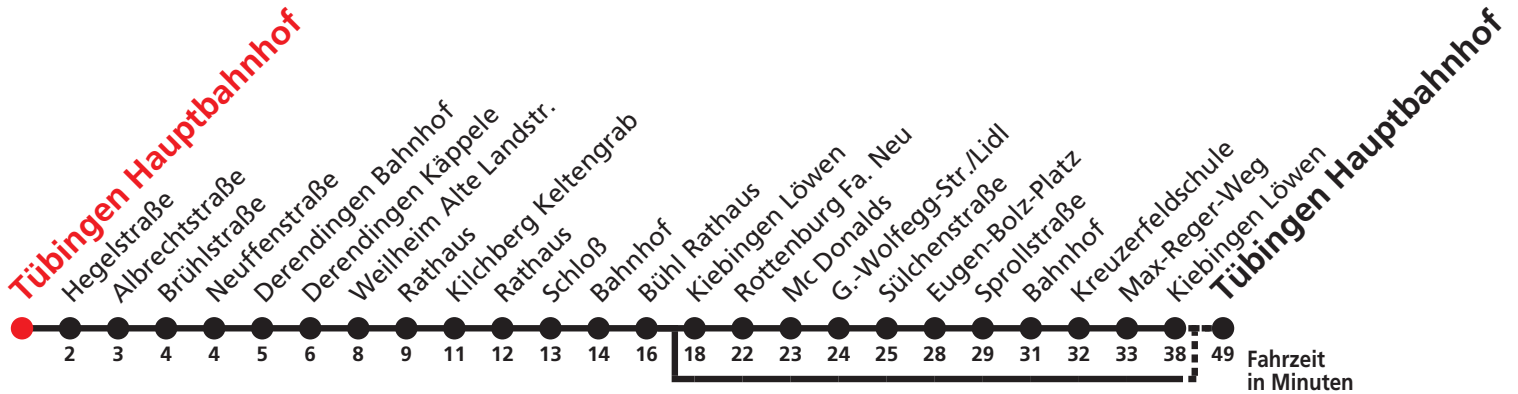 Tübingen Hauptbahnhof
Hegelstraße
Albrechtstraße
Brühlstraße
Neuffenstraße
Derendingen Bahnhof
Derendingen Käppele
Weilheim Alte Landstr.
Rathaus
Kilchberg Keltengrab
Rathaus
Schloß
Bahnhof
Bühl Rathaus
Kiebingen Löwen
Rottenburg Fa. Neu
Mc Donalds
G.-Wolfegg-Str./Lidl
Sülchenstraße
Eugen-Bolz-Platz
Sprollstraße
Bahnhof
Kreuzerfeldschule
Max-Reger-Weg
Kiebingen Löwen
Tübingen Hauptbahnhof
2 3 4 4 5 6 8 9 11 12 13 14 16 18 22 23 24 25 28 29 31 32 33 38 49
Fahrzeit
in Minuten